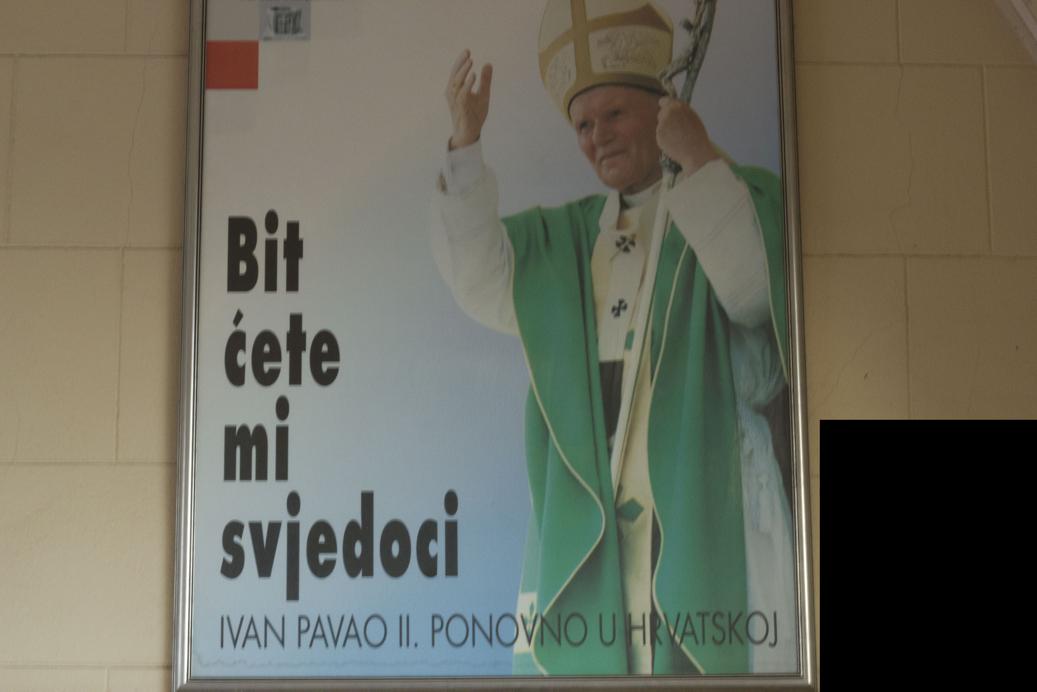 Bit
ćete
mi
svjedoci
IVAN PAVAO II. PONOVNO U HRVATSKOJ